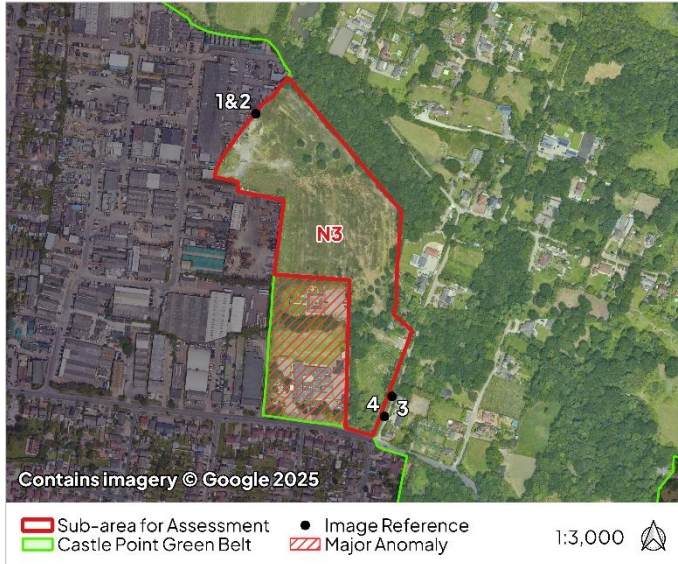 1&2
N3
4 3
Contains imagery © Google 2025
Sub-area for Assessment
Image Reference
1:3,000
Castle Point Green Belt
Major Anomaly